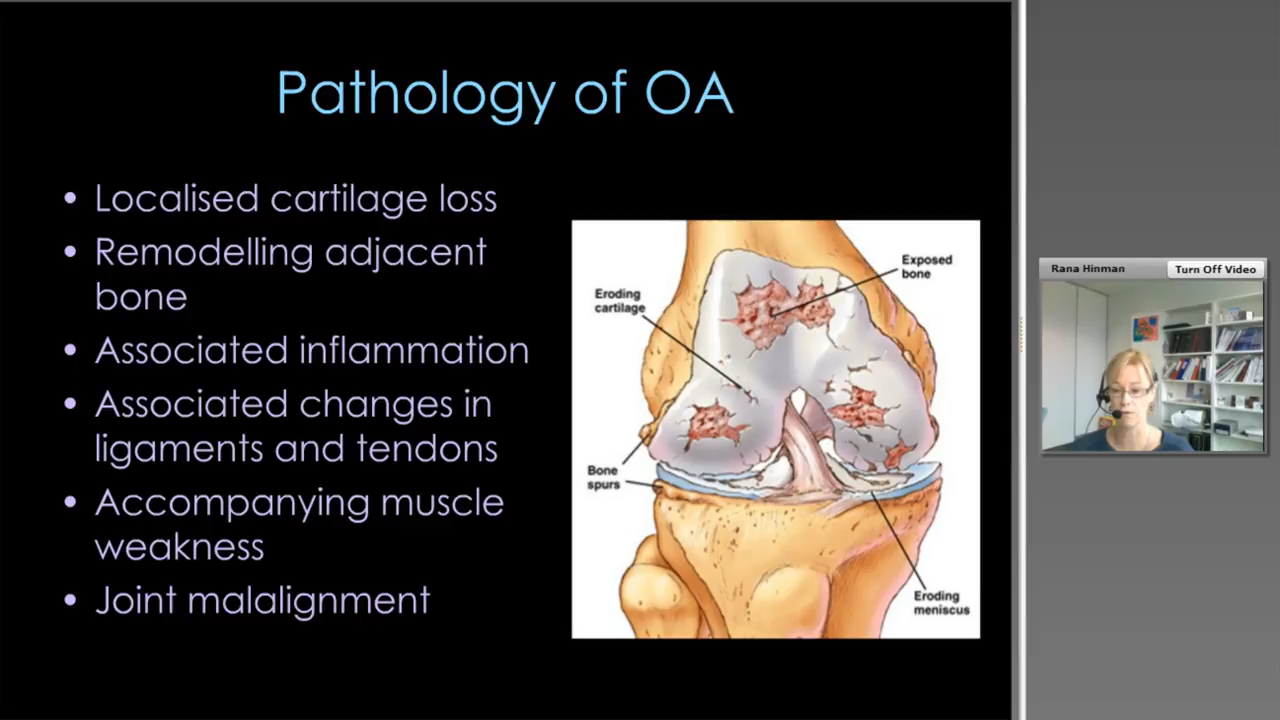 Pathology of OA
• Localised cartilage loss
• Remodelling adjacent
bone
• Associated inflammation
• Associated changes in
ligaments and tendons
• Accompanying muscle
weakness
• Joint malalignment
Exposed
bone
Eroding
cartilage
Bone
spurs
Eroding
meniscus
Rana Hinman
Turn Off Video